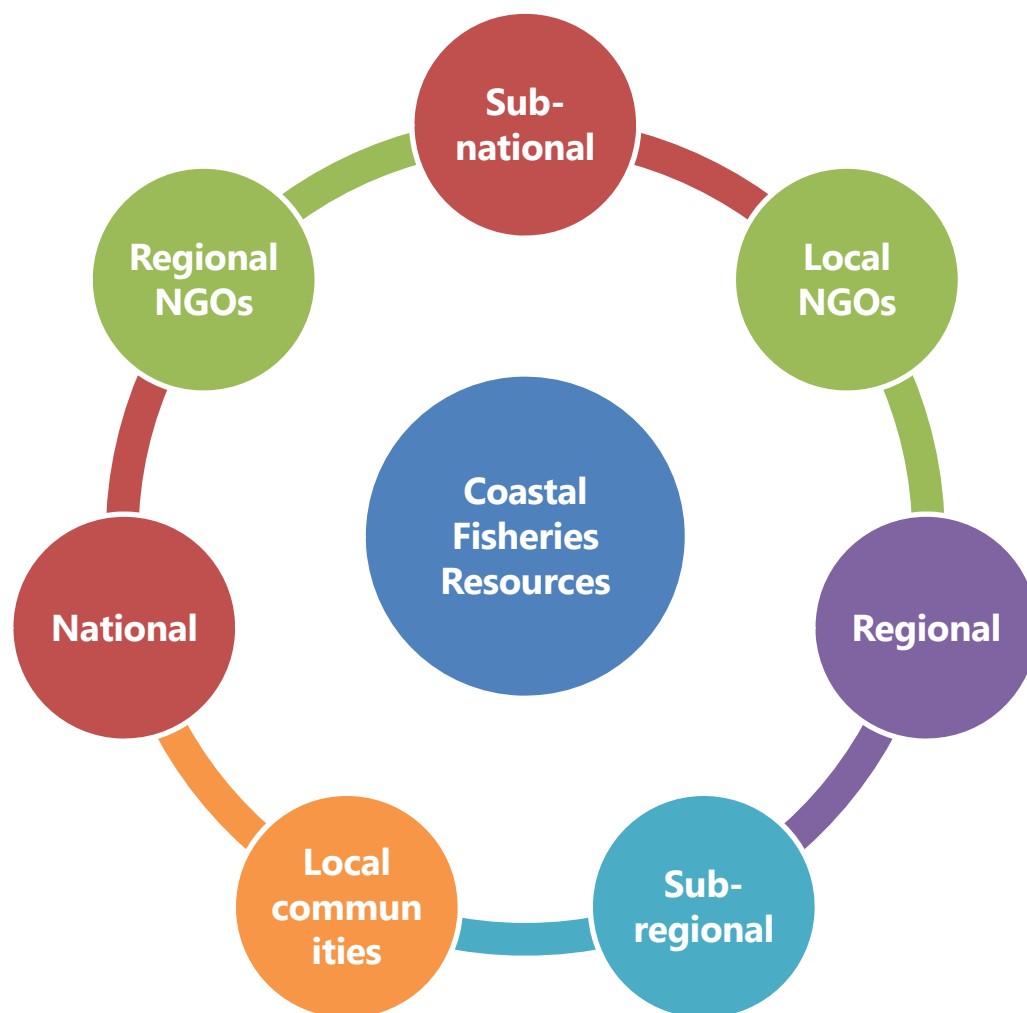 Sub-
national
Regional
NGOs
Local
NGOs
Coastal
Fisheries
Resources
National
Regional
Local
commun
ities
Sub-
regional